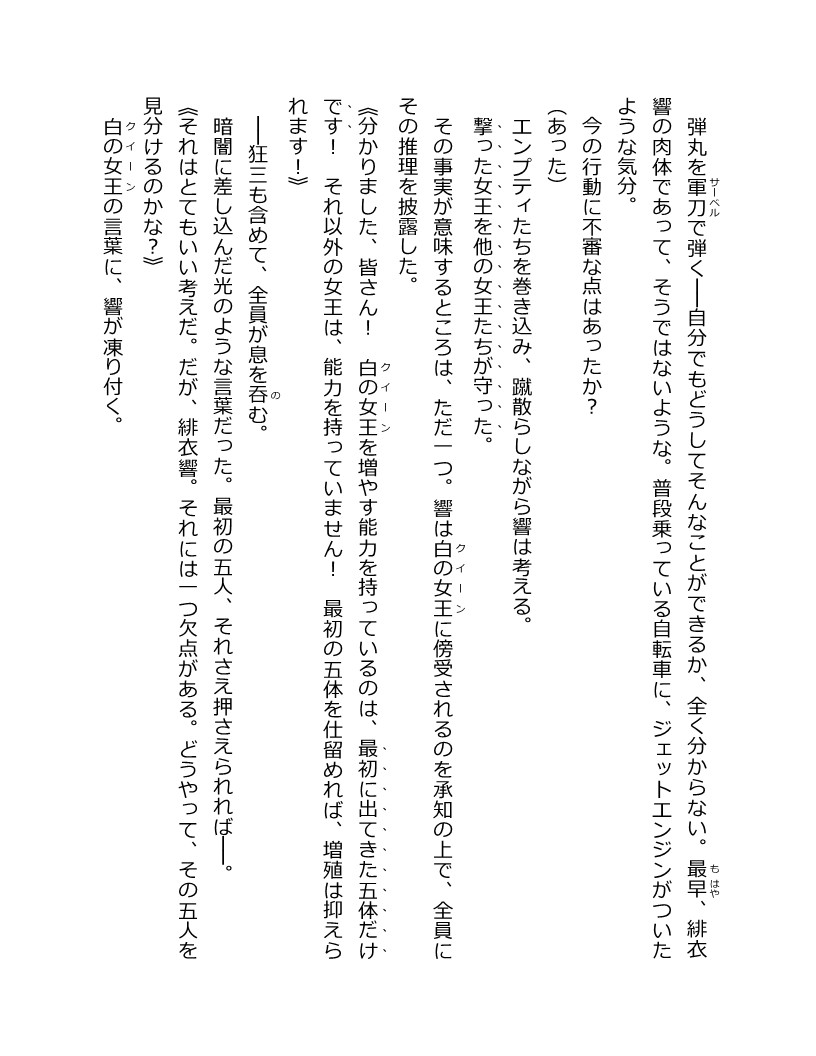 弾丸を軍刀で弾く――自分でもどうしてそんなことができるか、全く分からない。最早、緋衣
響の肉体であって、そうではないような。普段乗っている自転車に、ジェットエンジンがついた
ような気分。
　今の行動に不審な点はあったか？
（あった）
　エンプティたちを巻き込み、蹴散らしながら響は考える。
　撃った女王を他の女王たちが守った。
　その事実が意味するところは、ただ一つ。響は白の女王に傍受されるのを承知の上で、全員に
その推理を披露した。
《分かりました、皆さん！　白の女王を増やす能力を持っているのは、最初に出てきた五体だけ
です！　それ以外の女王は、能力を持っていません！　最初の五体を仕留めれば、増殖は抑えら
れます！》
　――狂三も含めて、全員が息を呑む。
　暗闇に差し込んだ光のような言葉だった。最初の五人、それさえ押さえられれば――。
《それはとてもいい考えだ。だが、緋衣響。それには一つ欠点がある。どうやって、その五人を
見分けるのかな？》
　白の女王の言葉に、響が凍り付く。
サーベル
もはや
クイーン
クイーン
の
クイーン